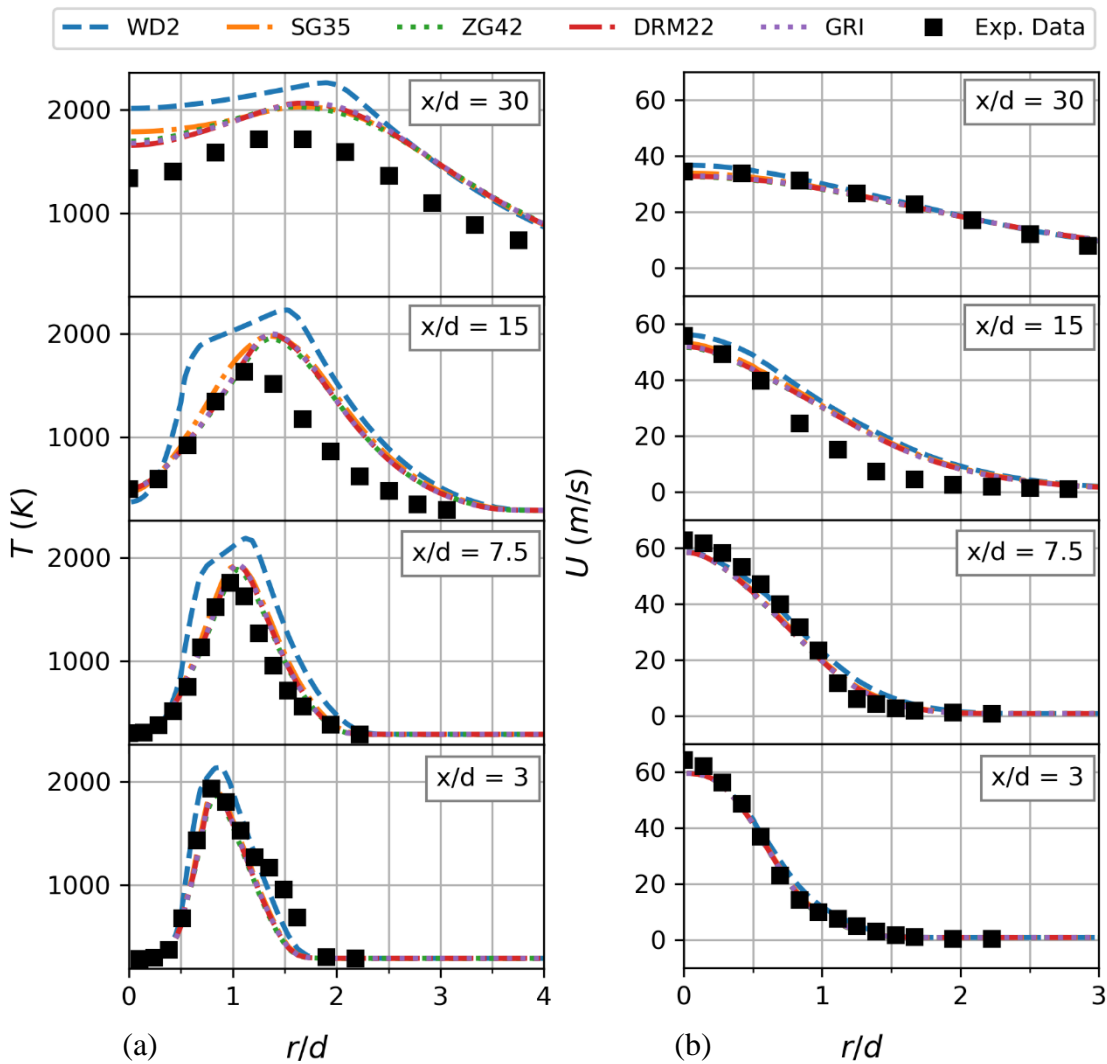 WD2 SG35 ZG42 DRM22 GRI Exp. Data
x/d = 30
2000
1000
x/d = 15
2000
1000
x/d = 7.5
2000
1000
x/d = 3
2000
1000
T (K)
0 1 2 3 4
(a) r/d
x/d = 30
60
40
20
0
x/d = 15
60
40
20
0
x/d = 7.5
60
40
20
0
x/d = 3
60
40
20
0
U (m/s)
0 1 2 3
(b) r/d